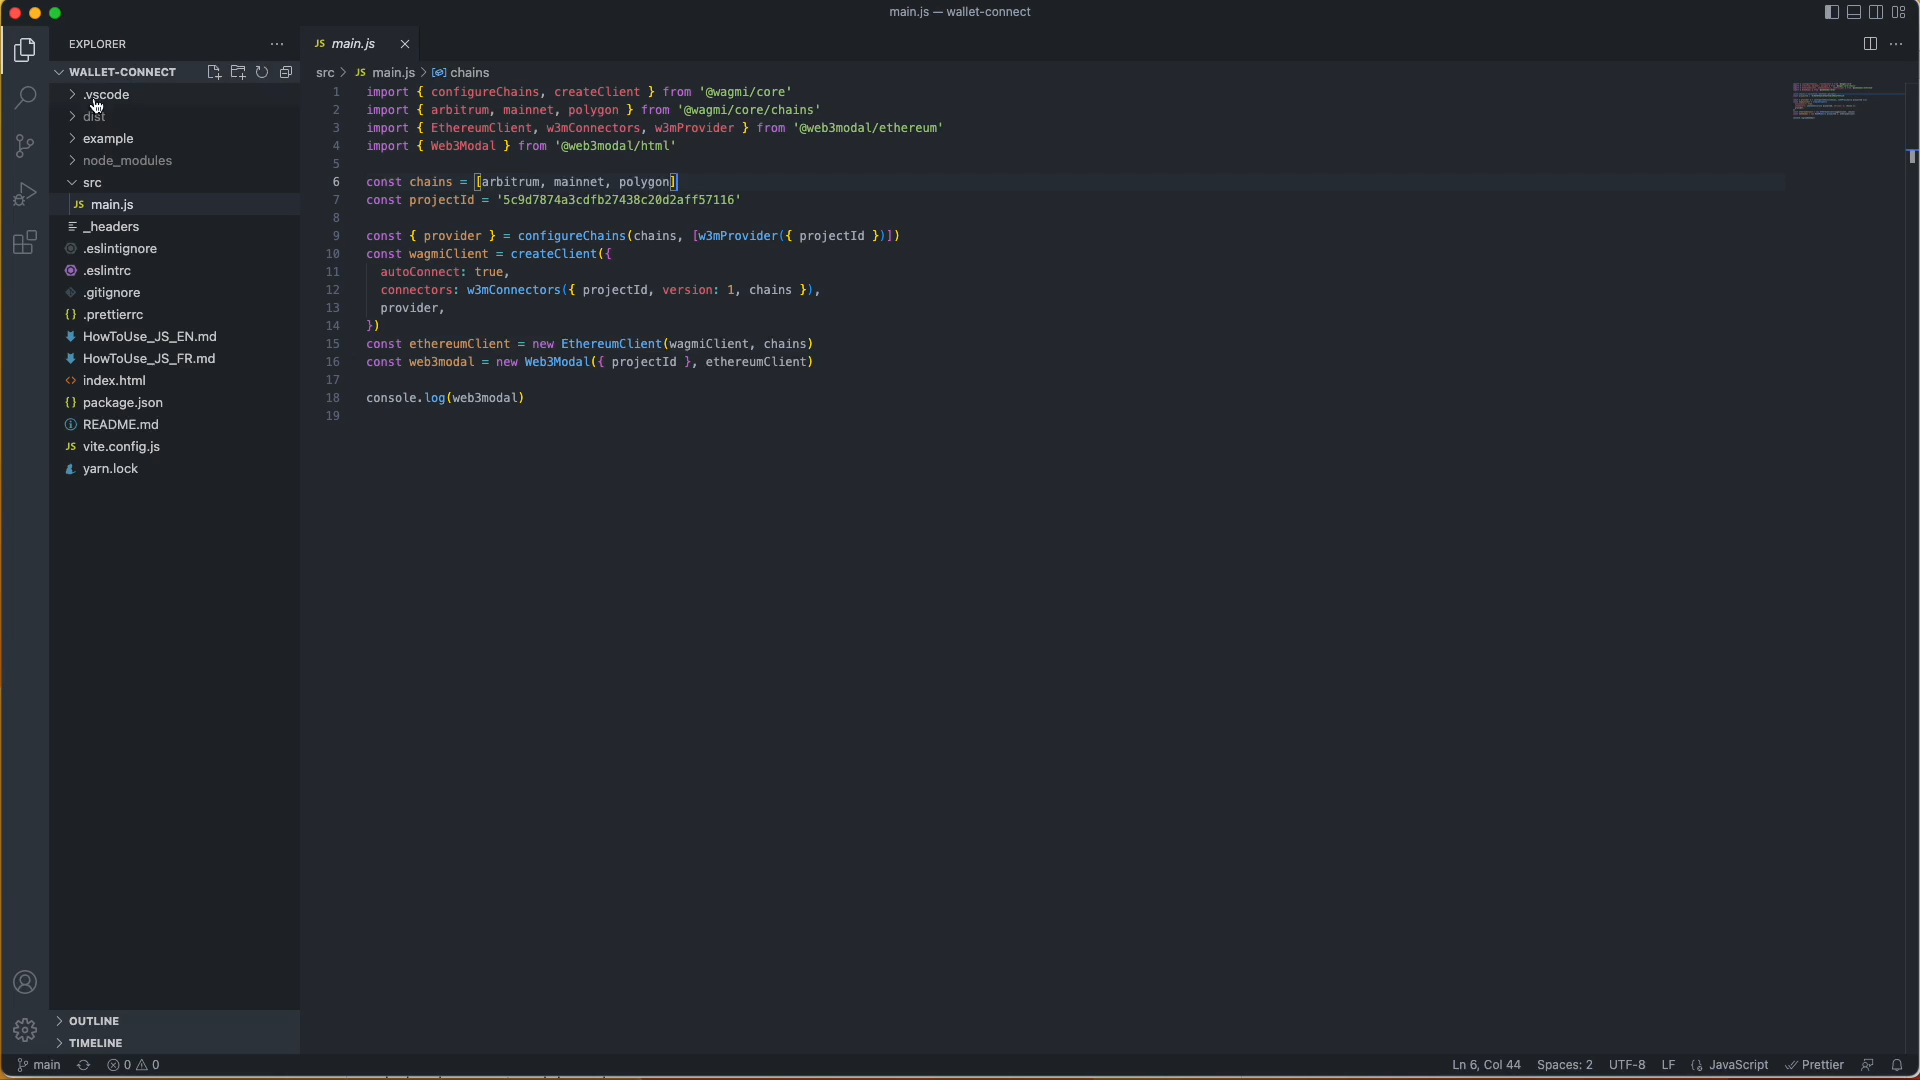 main.js — wallet-connect
EXPLORER
JS main.js
WALLET-CONNECT
src > JS main.js > chains
.vscode
dist
example
node_modules
src
JS main.js
_headers
.eslintignore
.eslintrc
.gitignore
{} .prettierrc
HowToUse_JS_EN.md
HowToUse_JS_FR.md
<> index.html
{} package.json
README.md
JS vite.config.js
yarn.lock
1 import { configureChains, createClient } from '@wagmi/core'
2 import { arbitrum, mainnet, polygon } from '@wagmi/core/chains'
3 import { EthereumClient, w3mConnectors, w3mProvider } from '@web3modal/ethereum'
4 import { Web3Modal } from '@web3modal/html'
5
6 const chains = [arbitrum, mainnet, polygon]
7 const projectId = '5c9d7874a3cdfb27438c20d2aff57116'
8
9 const { provider } = configureChains(chains, [w3mProvider({ projectId })])
10 const wagmiClient = createClient({
11 autoConnect: true,
12 connectors: w3mConnectors({ projectId, version: 1, chains }),
13 provider,
14 })
15 const ethereumClient = new EthereumClient(wagmiClient, chains)
16 const web3modal = new Web3Modal({ projectId }, ethereumClient)
17
18 console.log(web3modal)
19
OUTLINE
TIMELINE
main 0 0 Ln 6, Col 44 Spaces: 2 UTF-8 LF {} JavaScript Prettier